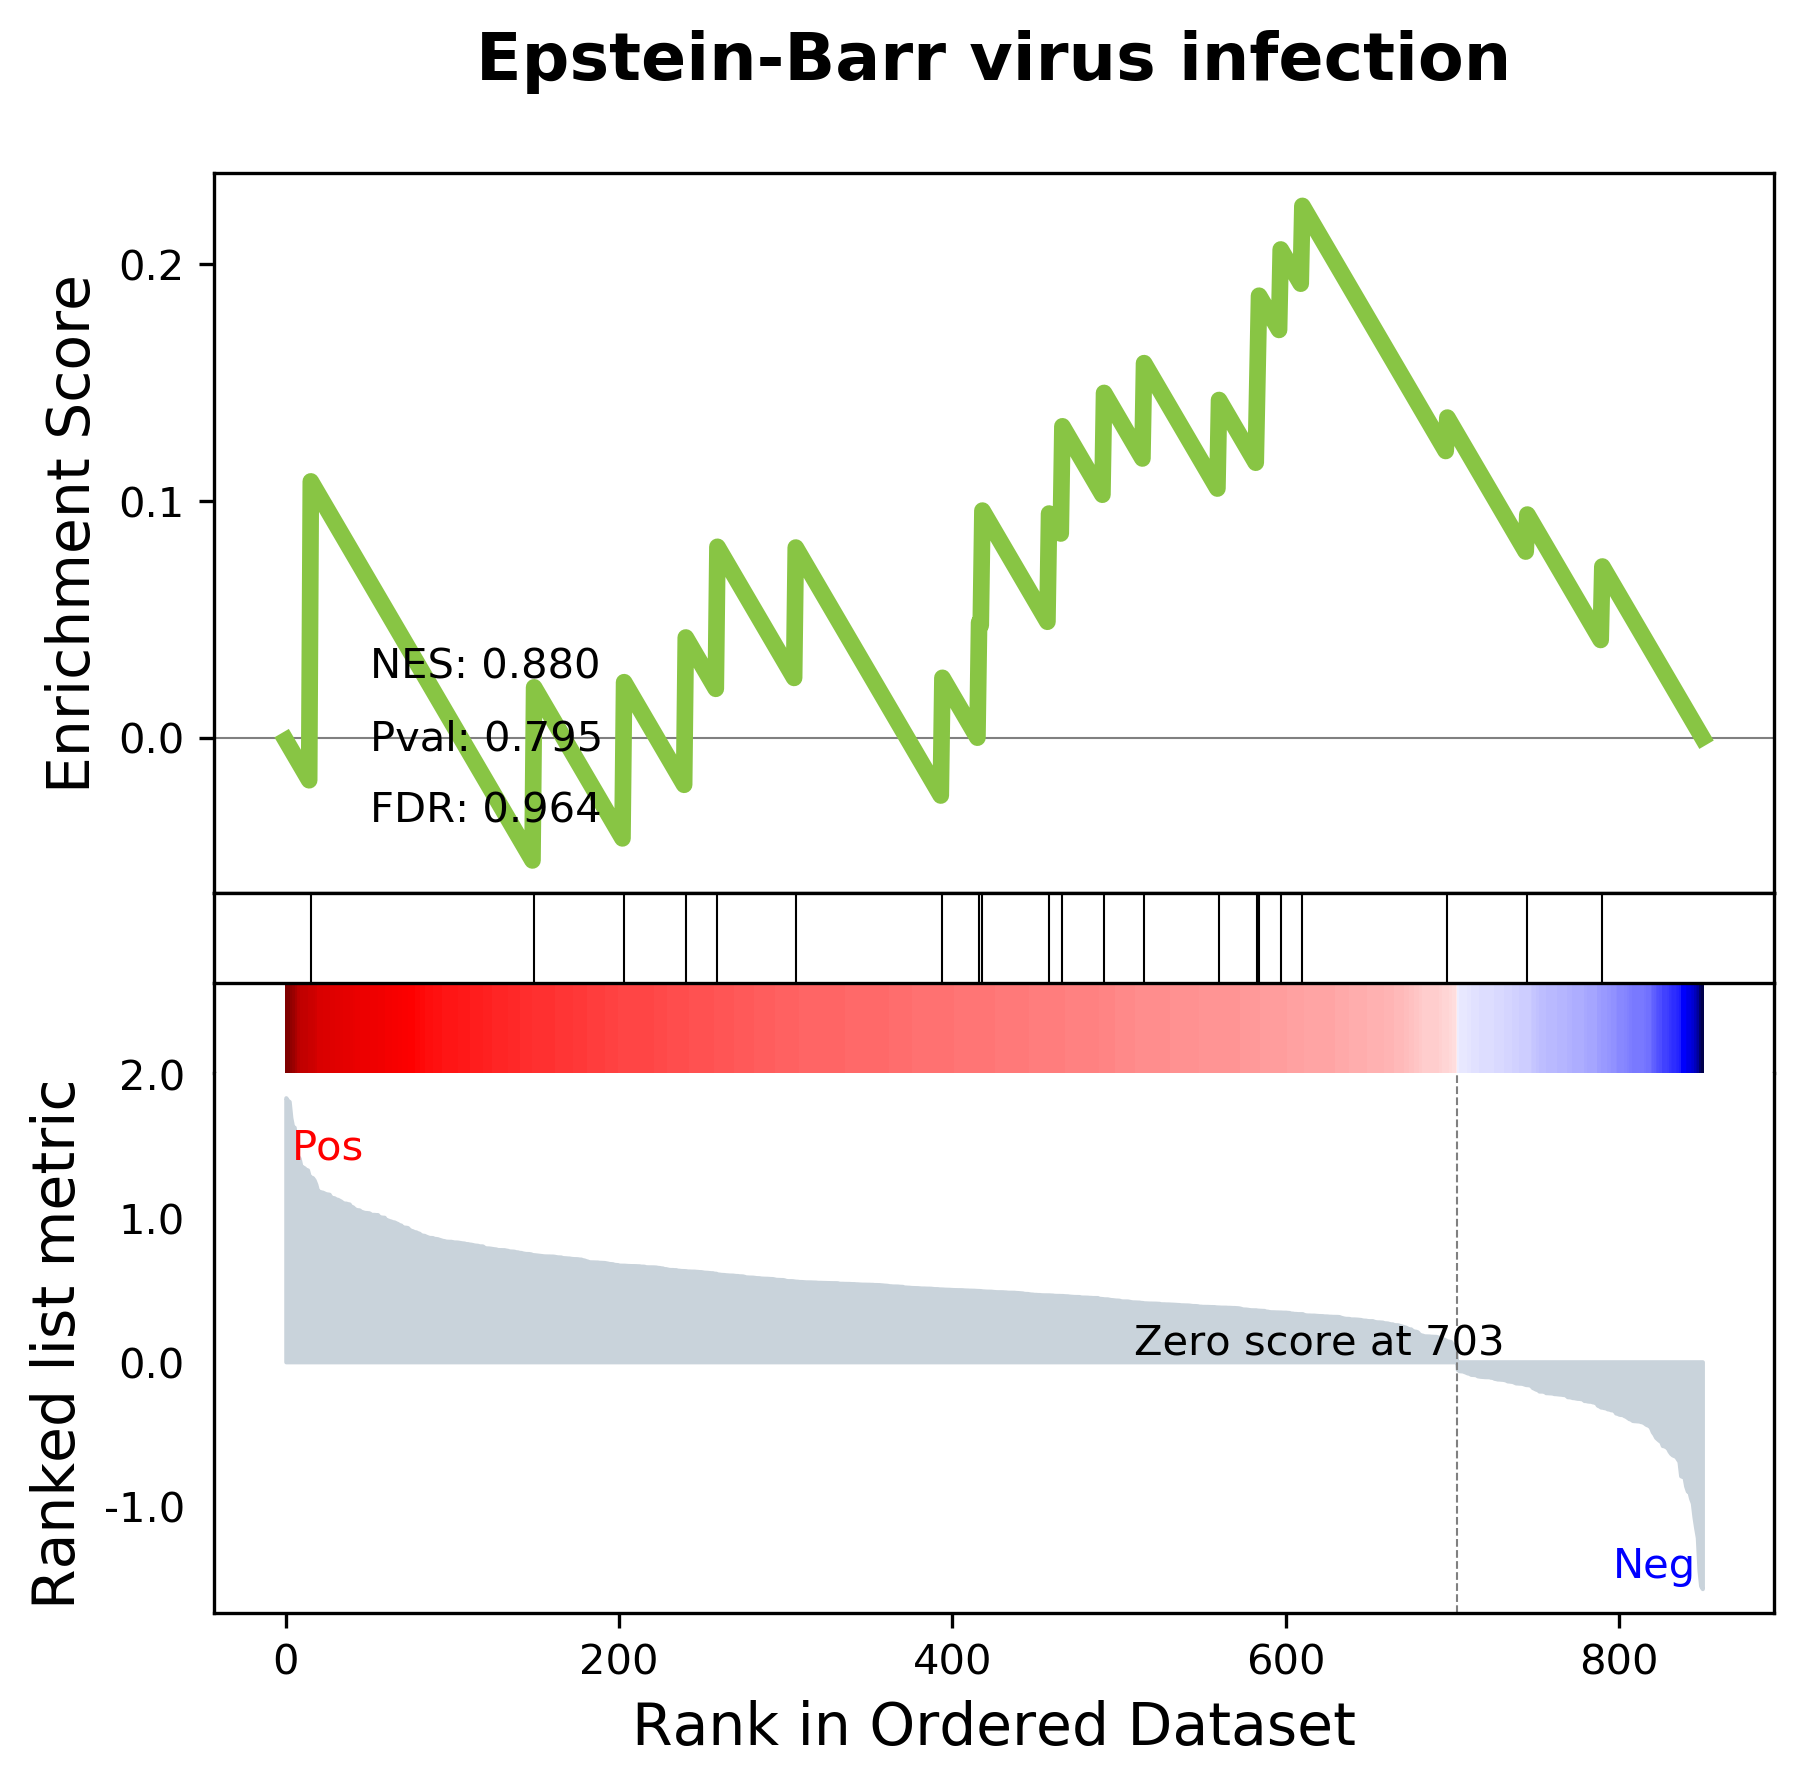 Epstein-Barr virus infection
Enrichment Score
0.2
0.1
0.0
NES: 0.880
Pval: 0.795
FDR: 0.964
Ranked list metric
2.0
1.0
0.0
-1.0
Pos
Zero score at 703
Neg
0 200 400 600 800
Rank in Ordered Dataset